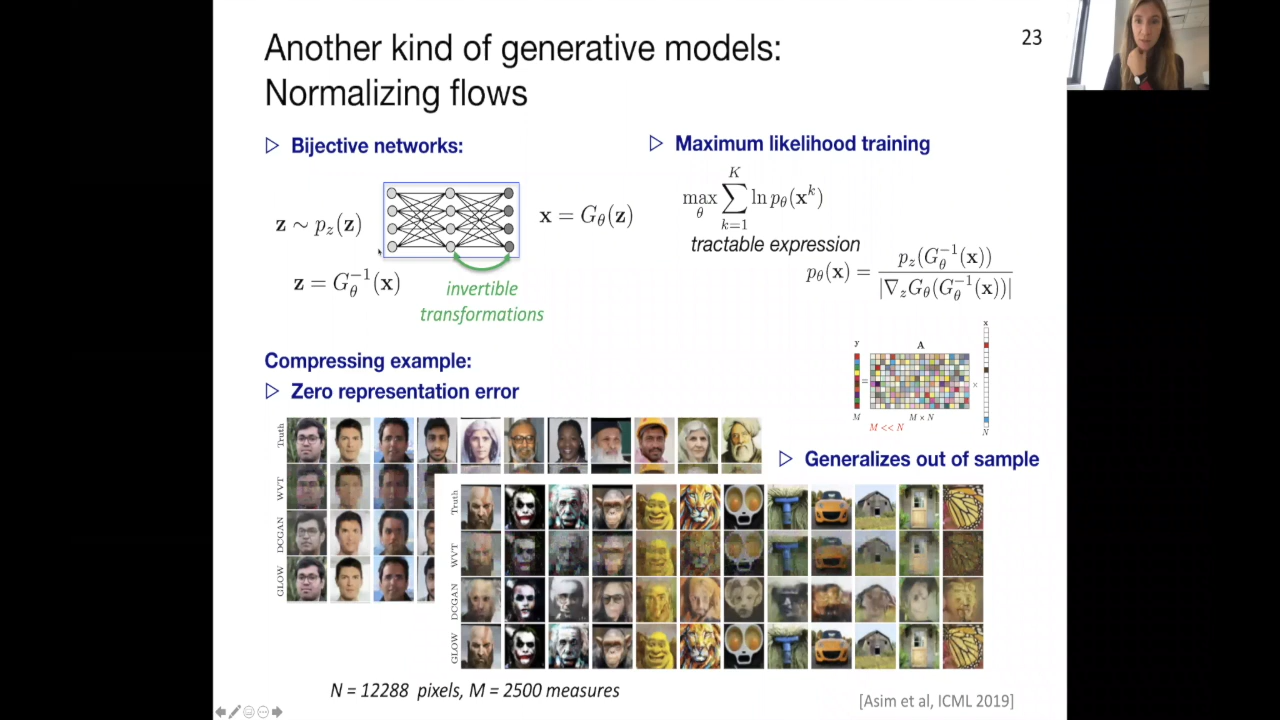 23
Another kind of generative models:
Normalizing flows
▷ Bijective networks:
z ∼ p_z(z)
x = G_θ(z)
z = G_θ^{-1}(x)
invertible
transformations
▷ Maximum likelihood training
max_θ ∑_{k=1}^{K} ln p_θ(x^k)
tractable expression
p_θ(x) = p_z(G_θ^{-1}(x)) / |∇_z G_θ(G_θ^{-1}(x))|
Compressing example:
▷ Zero representation error
y = A × x
M
M × N
N
M << N
▷ Generalizes out of sample
Truth
WVT
DCGAN
GLOW
Truth
WVT
DCGAN
GLOW
N = 12288 pixels, M = 2500 measures
[Asim et al, ICML 2019]